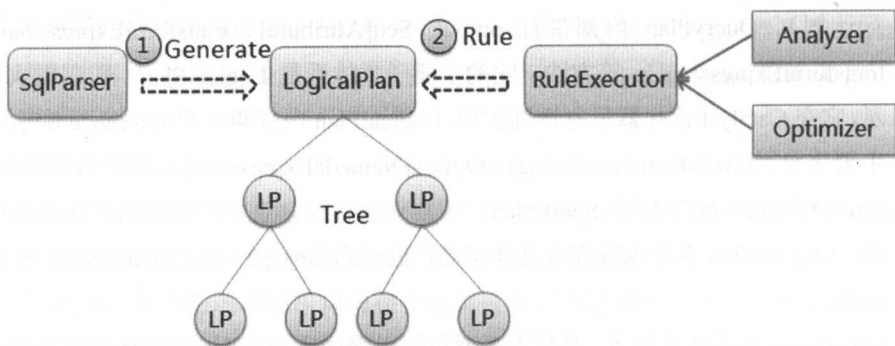 1 Generate
2 Rule
Analyzer
SqlParser
LogicalPlan
RuleExecutor
Optimizer
LP
LP
Tree
LP
LP
LP
LP